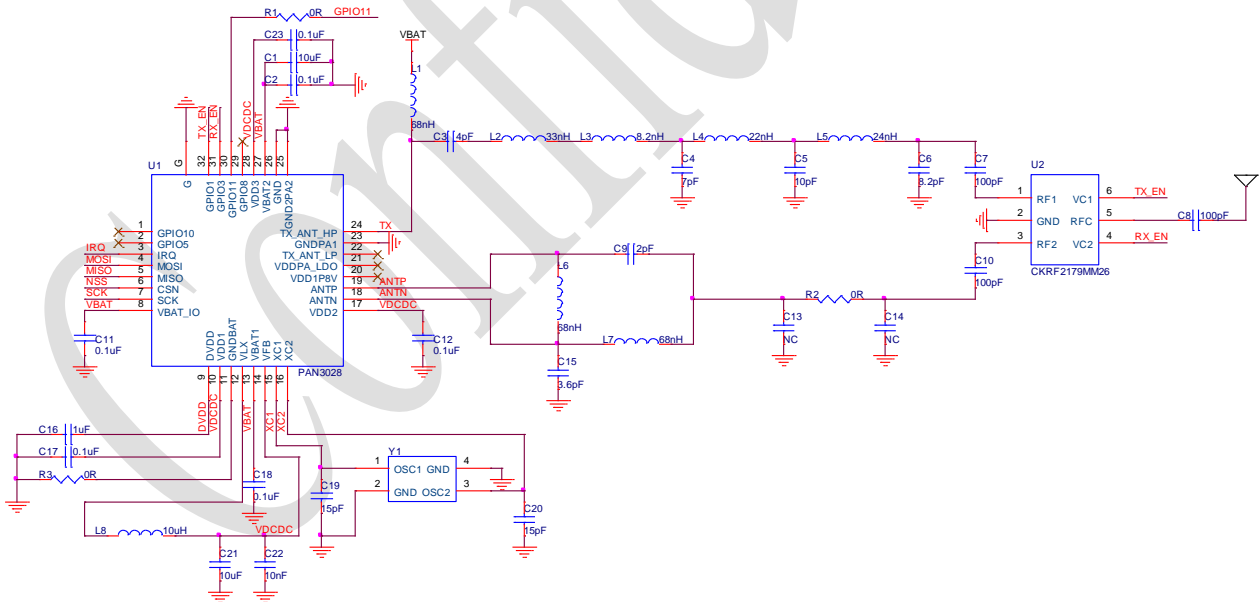 R1 0R GPIO11
C23 0.1uF
C1 10uF
C2 0.1uF
VBAT
L1
68nH
TX_EN
RX_EN
VDCDC
VBAT
C3 4pF
L2 33nH
L3 8.2nH
L4 22nH
L5 24nH
C4
7pF
C5
10pF
C6
8.2pF
C7
100pF
U1
G
32
31
30
29
28
27
26
25
G
GPIO1
GPIO3
GPIO11
GPIO8
VDD3
VBAT2
GND
GND2PA2
1 GPIO10
2 GPIO5
IRQ 3 IRQ
MOSI 4 MOSI
MISO 5 MISO
NSS 6 CSN
SCK 7 SCK
VBAT 8 VBAT_IO
TX_ANT_HP 24 TX
GNDPA1 23
TX_ANT_LP 22
VDDPA_LDO 21
VDD1P8V 20
ANTP 19 ANTP
ANTN 18 ANTN
VDD2 17 VDCDC
DVDD
VDD1
GNDBAT
VLX
VBAT1
VFB
XC1
XC2
PAN3028
9
10
11
12
13
14
15
16
DVDD
VDCDC
VBAT
XC1
XC2
C11
0.1uF
C12
0.1uF
C9 2pF
L6
68nH
L7 68nH
C15
3.6pF
R2 0R
C13
NC
C14
NC
C10
100pF
U2
1 RF1 VC1 6 TX_EN
2 GND RFC 5
3 RF2 VC2 4 RX_EN
CKRF2179MM26
C8 100pF
C16 1uF
C17 0.1uF
R3 0R
C18
0.1uF
C19
15pF
Y1
1 OSC1 GND 4
2 GND OSC2 3
C20
15pF
L8 10uH VDCDC
C21
10uF
C22
10nF
Confid